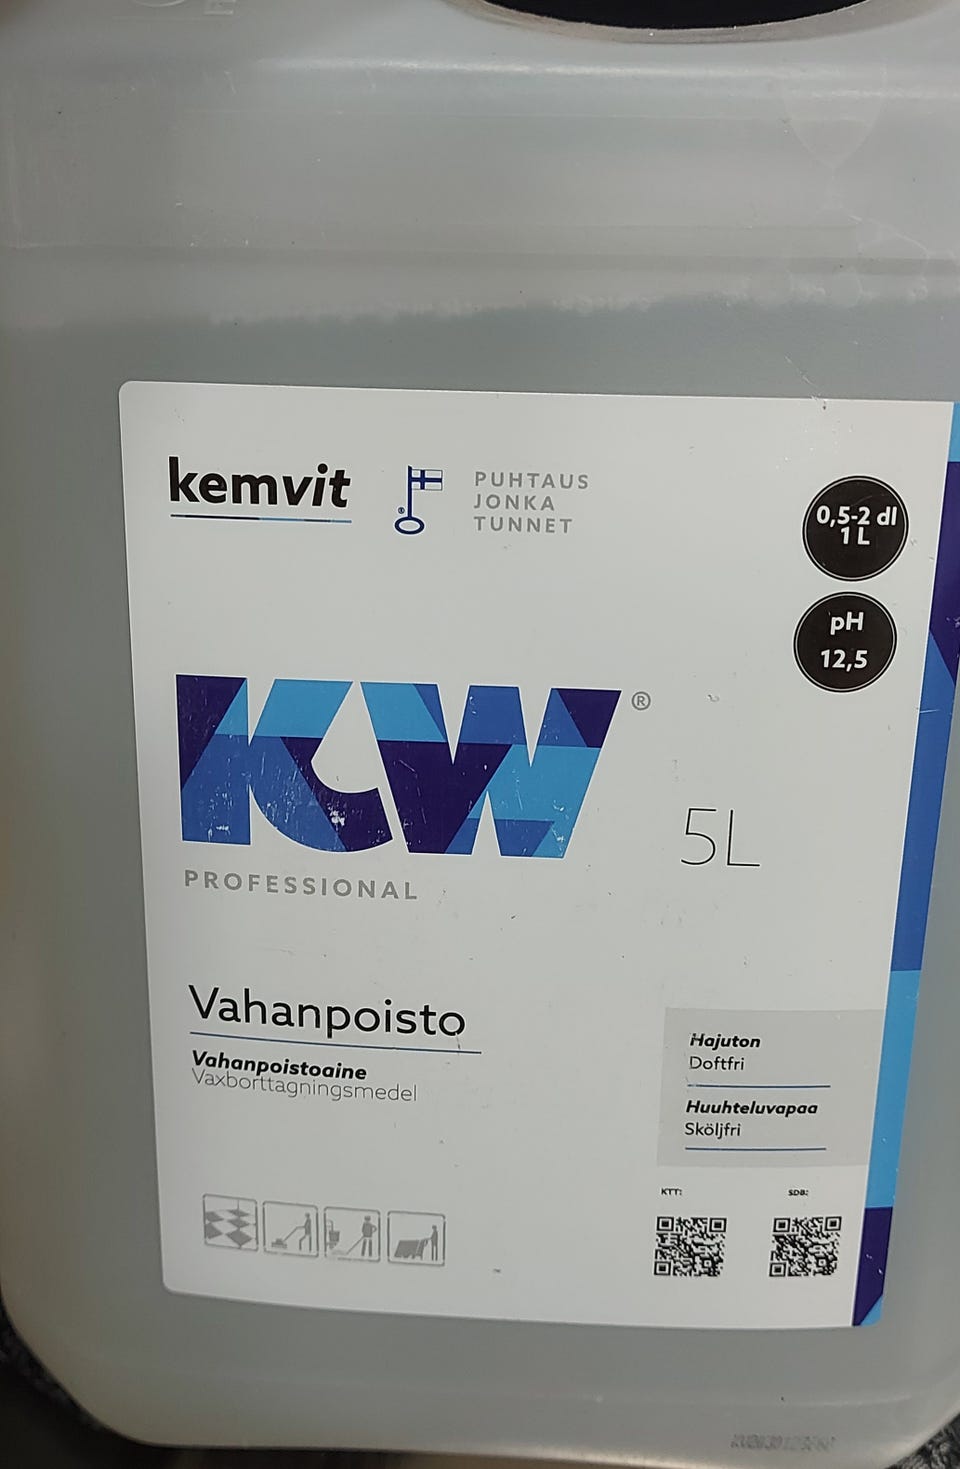 kemvit
PUHTAUS
JONKA
TUNNET
0,5-2 dl
1 L
pH
12,5
KW®
PROFESSIONAL
5L
Vahanpoisto
Vahanpoistoaine
Vaxborttagningsmedel
Hajuton
Doftfri
Huuhteluvapaa
Sköljfri
KTT:
SDB: